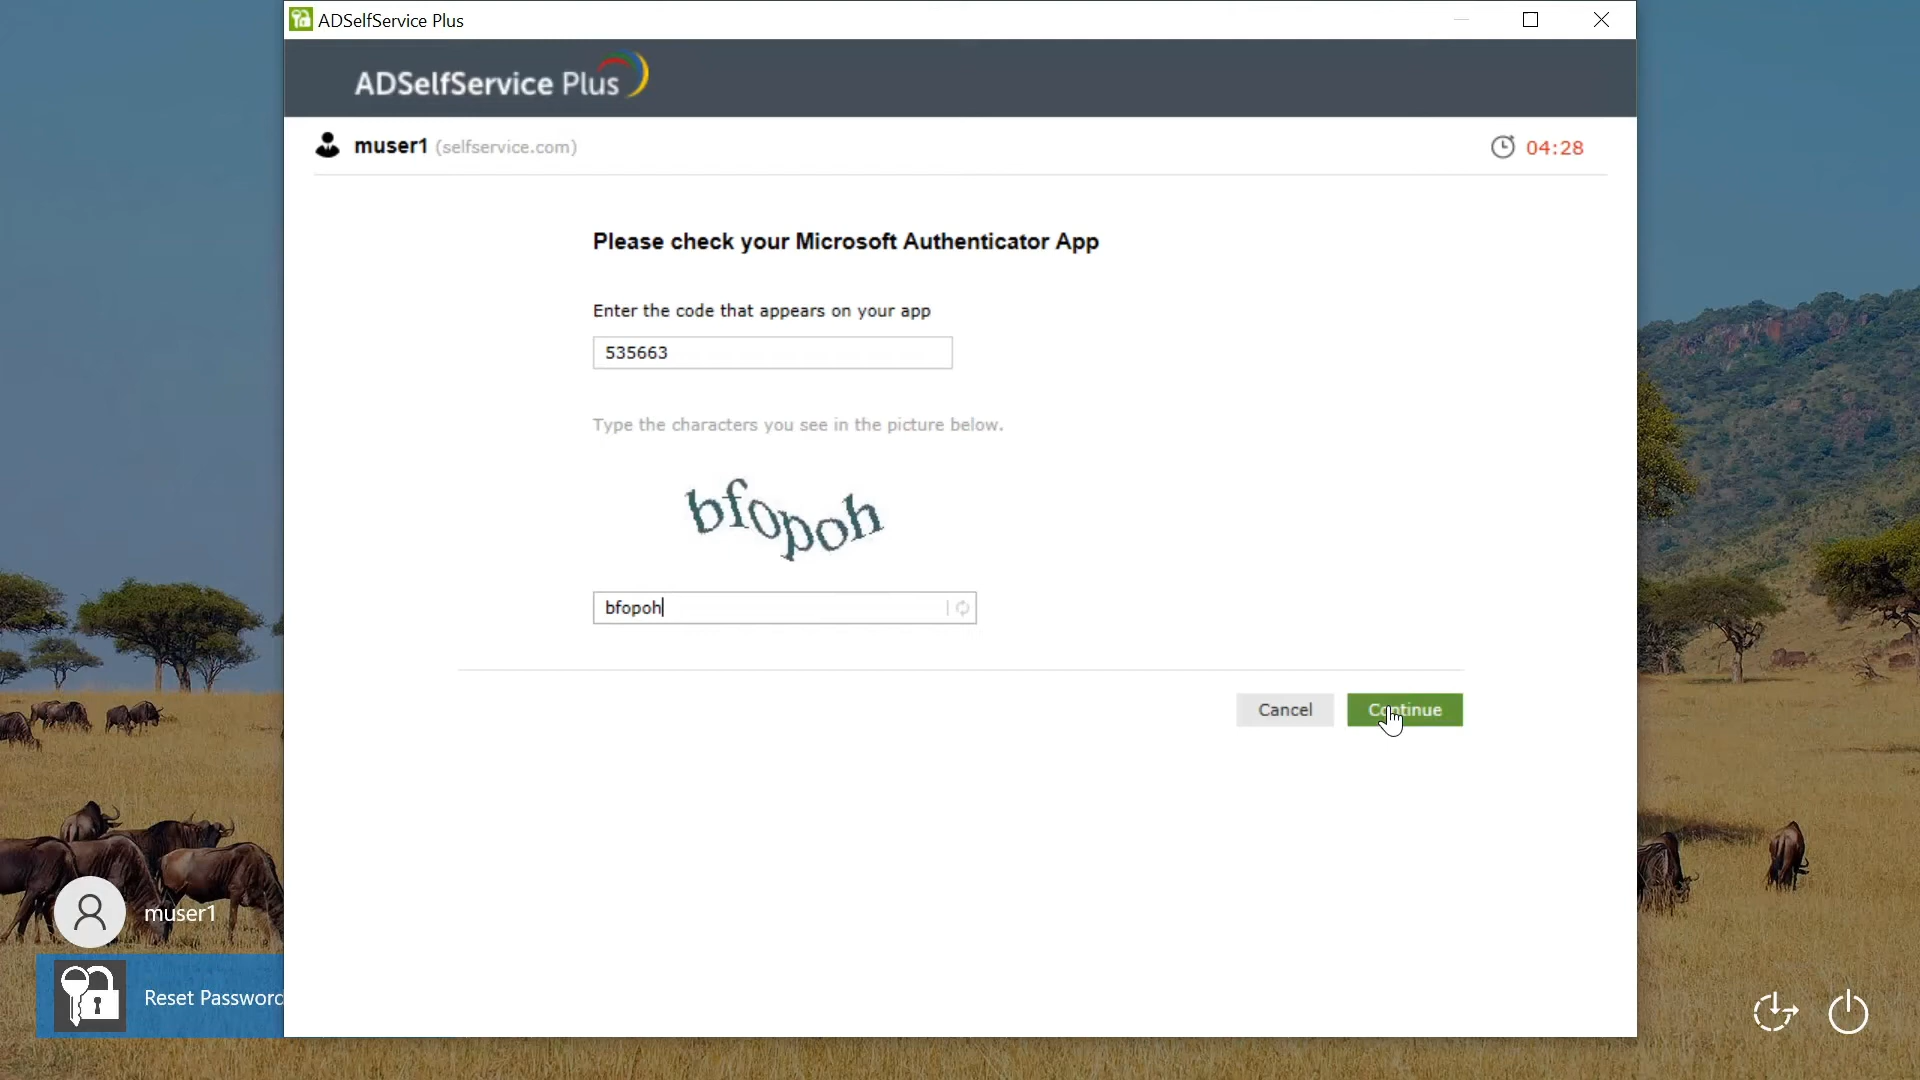 ADSelfService Plus
ADSelfService Plus
muser1 (selfservice.com)
04:28
Please check your Microsoft Authenticator App
Enter the code that appears on your app
535663
Type the characters you see in the picture below.
bfopoh
bfopoh
Cancel
Continue
muser1
Reset Password